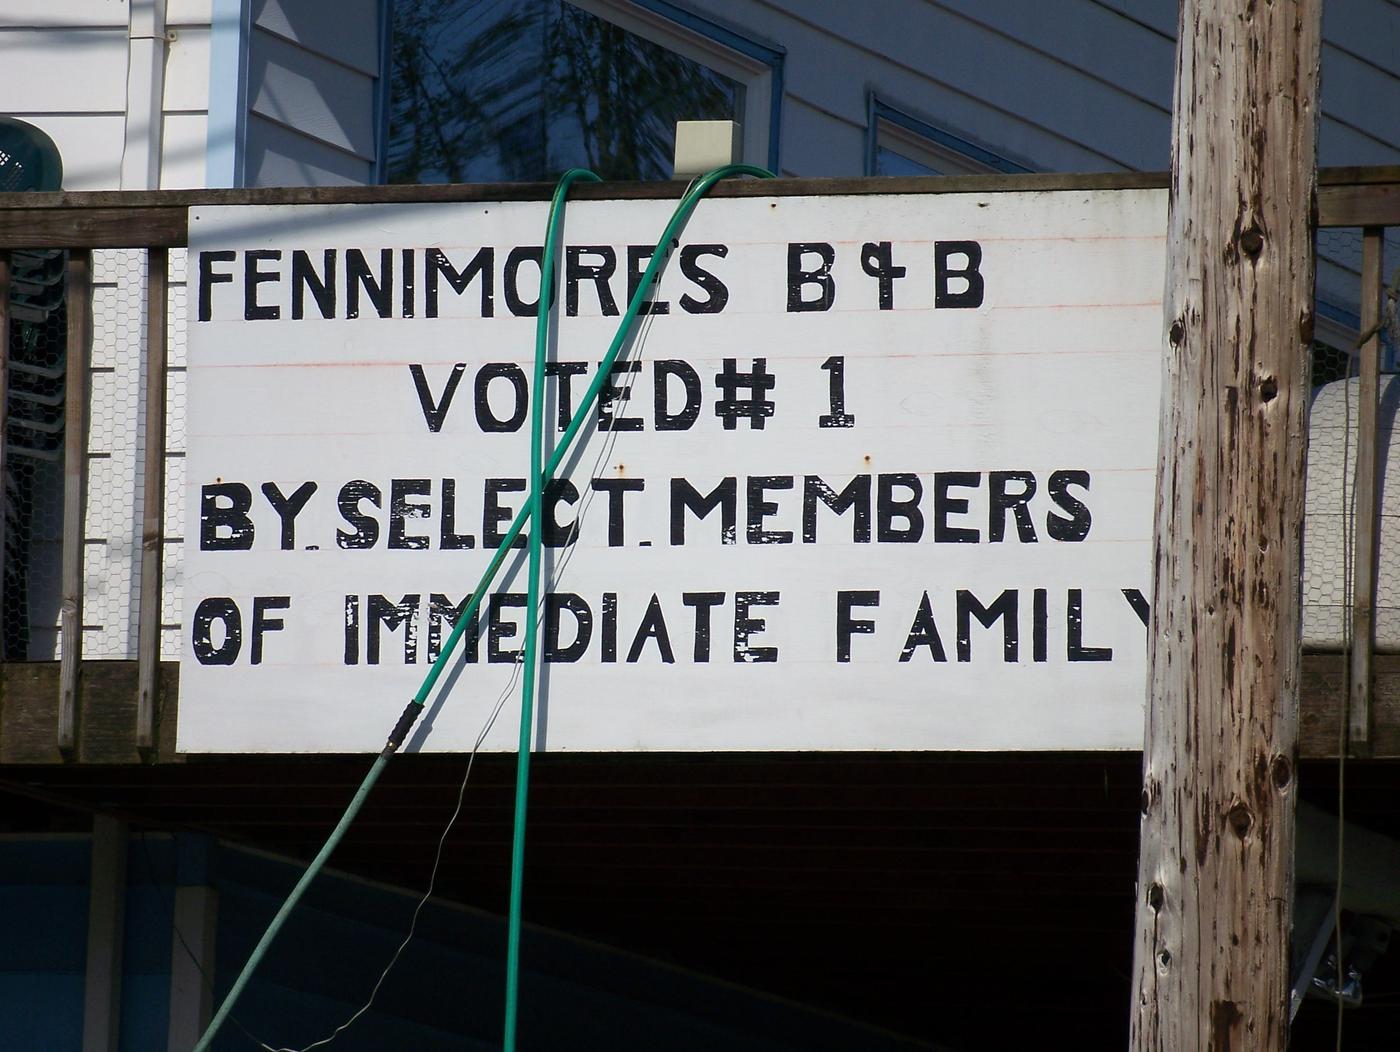 FENNIMORES B & B
VOTED # 1
BY. SELECT. MEMBERS
OF IMMEDIATE FAMILY